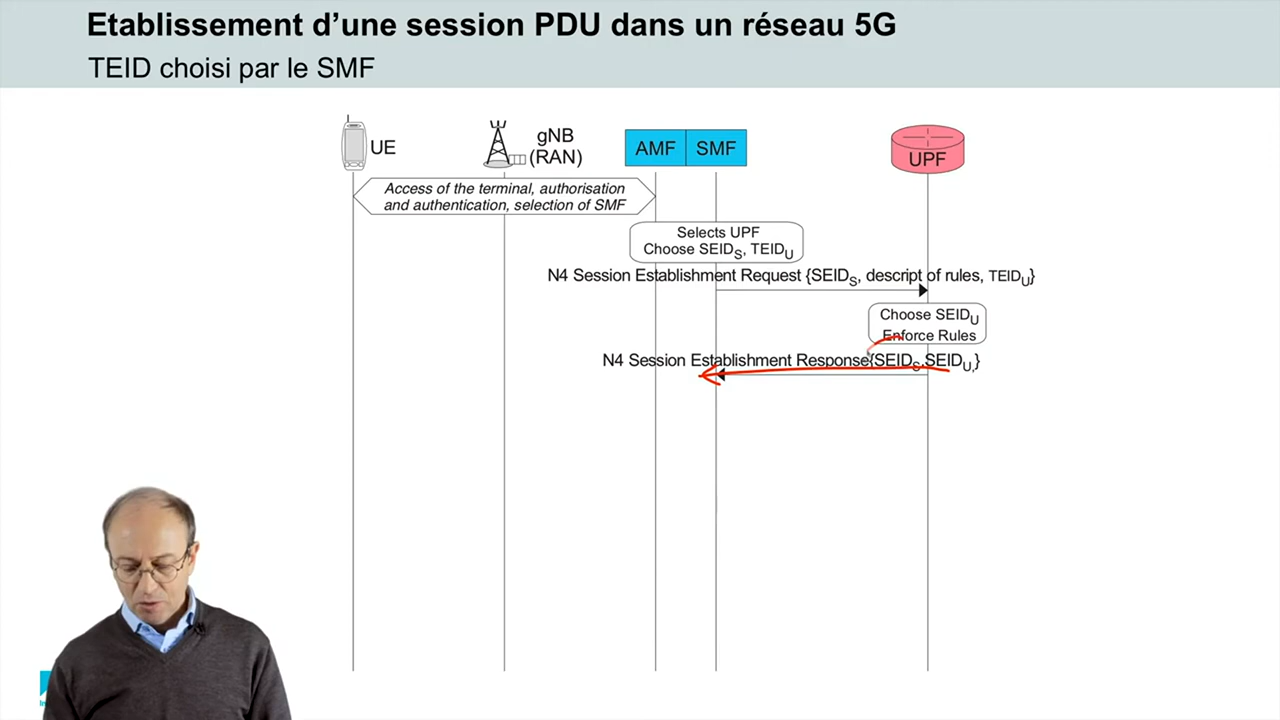 Etablissement d’une session PDU dans un réseau 5G
TEID choisi par le SMF
UE
gNB
(RAN)
AMF
SMF
UPF
Access of the terminal, authorisation
and authentication, selection of SMF
Selects UPF
Choose SEIDS, TEIDU
N4 Session Establishment Request {SEIDS, descript of rules, TEIDU}
Choose SEIDU
Enforce Rules
N4 Session Establishment Response{SEIDS,SEIDU,}